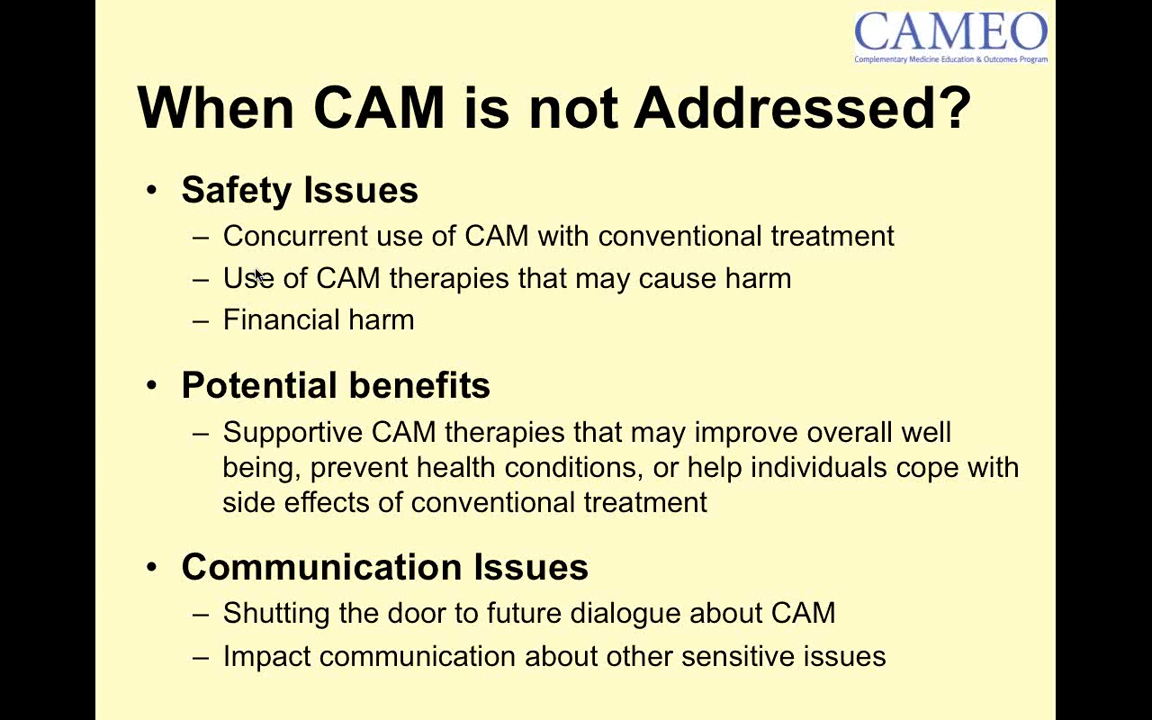 CAMEO
Complementary Medicine Education & Outcomes Program
When CAM is not Addressed?
• Safety Issues
– Concurrent use of CAM with conventional treatment
– Use of CAM therapies that may cause harm
– Financial harm
• Potential benefits
– Supportive CAM therapies that may improve overall well
being, prevent health conditions, or help individuals cope with
side effects of conventional treatment
• Communication Issues
– Shutting the door to future dialogue about CAM
– Impact communication about other sensitive issues